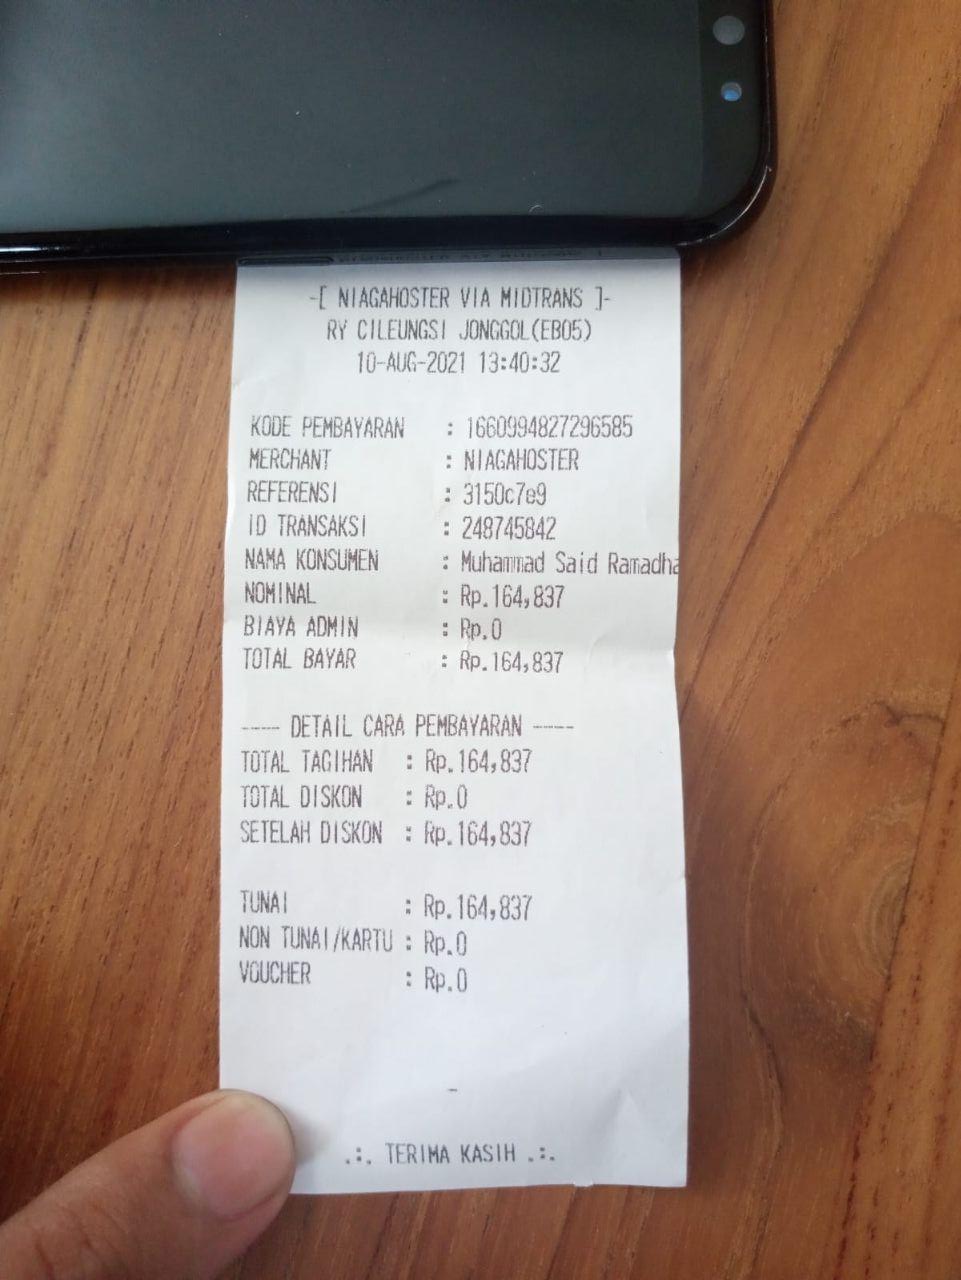 -[ NIAGAHOSTER VIA MIDTRANS ]-
RY CILEUNGSI JONGGOL(EB05)
10-AUG-2021 13:40:32
KODE PEMBAYARAN : 1660994827296585
MERCHANT : NIAGAHOSTER
REFERENSI : 3150c7e9
ID TRANSAKSI : 248745842
NAMA KONSUMEN : Muhammad Said Ramadha
NOMINAL : Rp.164,837
BIAYA ADMIN : Rp.0
TOTAL BAYAR : Rp.164,837
---- DETAIL CARA PEMBAYARAN ----
TOTAL TAGIHAN : Rp.164,837
TOTAL DISKON : Rp.0
SETELAH DISKON : Rp.164,837
TUNAI : Rp.164,837
NON TUNAI/KARTU : Rp.0
VOUCHER : Rp.0
-
.:. TERIMA KASIH .:.